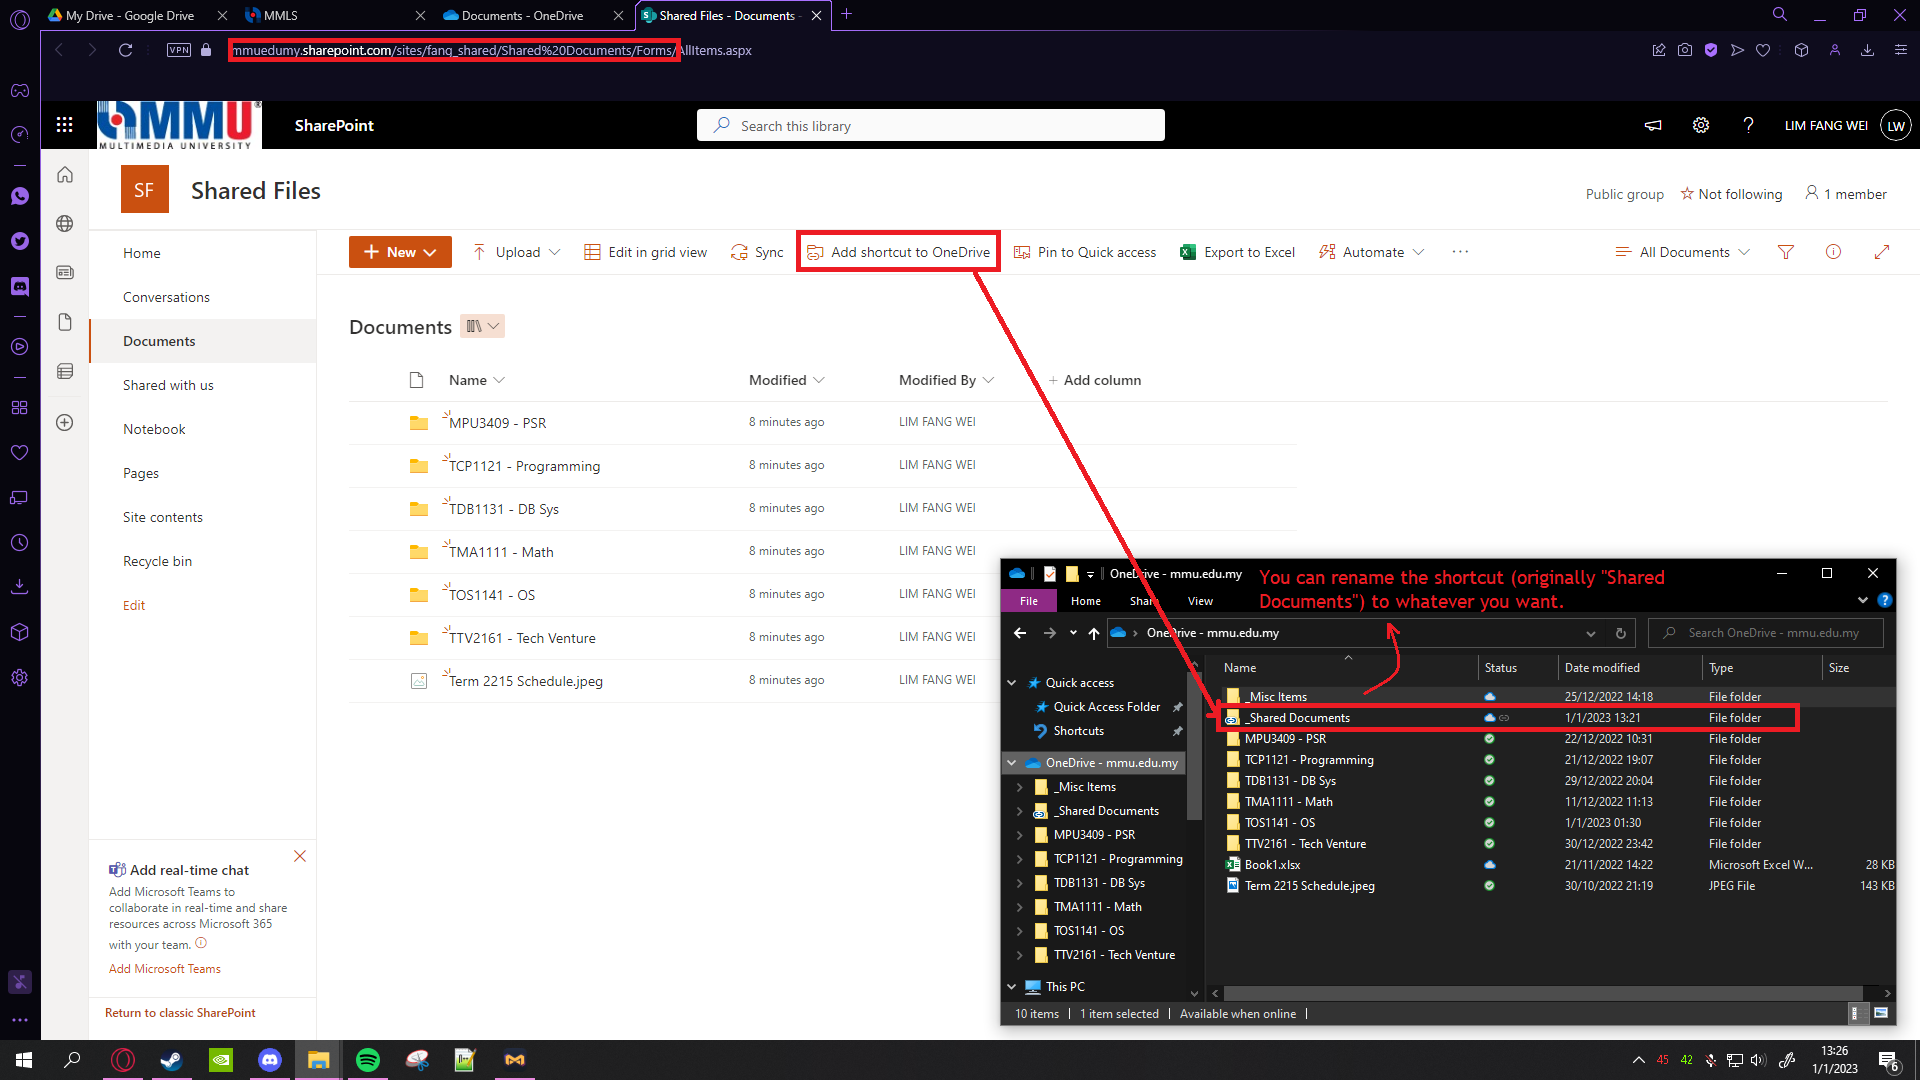 My Drive - Google Drive
MMLS
Documents - OneDrive
Shared Files - Documents -
VPN
mmuedumy.sharepoint.com/sites/fang_shared/Shared%20Documents/Forms/AllItems.aspx
MMU
MULTIMEDIA UNIVERSITY
SharePoint
Search this library
LIM FANG WEI
LW
SF
Shared Files
Public group
Not following
1 member
Home
Conversations
Documents
Shared with us
Notebook
Pages
Site contents
Recycle bin
Edit
New
Upload
Edit in grid view
Sync
Add shortcut to OneDrive
Pin to Quick access
Export to Excel
Automate
All Documents
Documents
Name
Modified
Modified By
Add column
MPU3409 - PSR
8 minutes ago
LIM FANG WEI
TCP1121 - Programming
8 minutes ago
LIM FANG WEI
TDB1131 - DB Sys
8 minutes ago
LIM FANG WEI
TMA1111 - Math
8 minutes ago
LIM FANG WEI
TOS1141 - OS
8 minutes ago
LIM FANG WEI
TTV2161 - Tech Venture
8 minutes ago
LIM FANG WEI
Term 2215 Schedule.jpeg
8 minutes ago
LIM FANG WEI
Add real-time chat
Add Microsoft Teams to
collaborate in real-time and share
resources across Microsoft 365
with your team.
Add Microsoft Teams
Return to classic SharePoint
OneDrive - mmu.edu.my
You can rename the shortcut (originally "Shared
Documents") to whatever you want.
File
Home
Share
View
OneDrive - mmu.edu.my
Search OneDrive - mmu.edu.my
Quick access
Quick Access Folder
Shortcuts
OneDrive - mmu.edu.my
_Misc Items
_Shared Documents
MPU3409 - PSR
TCP1121 - Programming
TDB1131 - DB Sys
TMA1111 - Math
TOS1141 - OS
TTV2161 - Tech Venture
This PC
Name
Status
Date modified
Type
Size
_Misc Items
25/12/2022 14:18
File folder
_Shared Documents
1/1/2023 13:21
File folder
MPU3409 - PSR
22/12/2022 10:31
File folder
TCP1121 - Programming
21/12/2022 19:07
File folder
TDB1131 - DB Sys
29/12/2022 20:04
File folder
TMA1111 - Math
11/12/2022 11:13
File folder
TOS1141 - OS
1/1/2023 01:30
File folder
TTV2161 - Tech Venture
30/12/2022 23:42
File folder
Book1.xlsx
21/11/2022 14:22
Microsoft Excel W...
28 KB
Term 2215 Schedule.jpeg
30/10/2022 21:19
JPEG File
143 KB
10 items
1 item selected
Available when online
45
42
13:26
1/1/2023
6